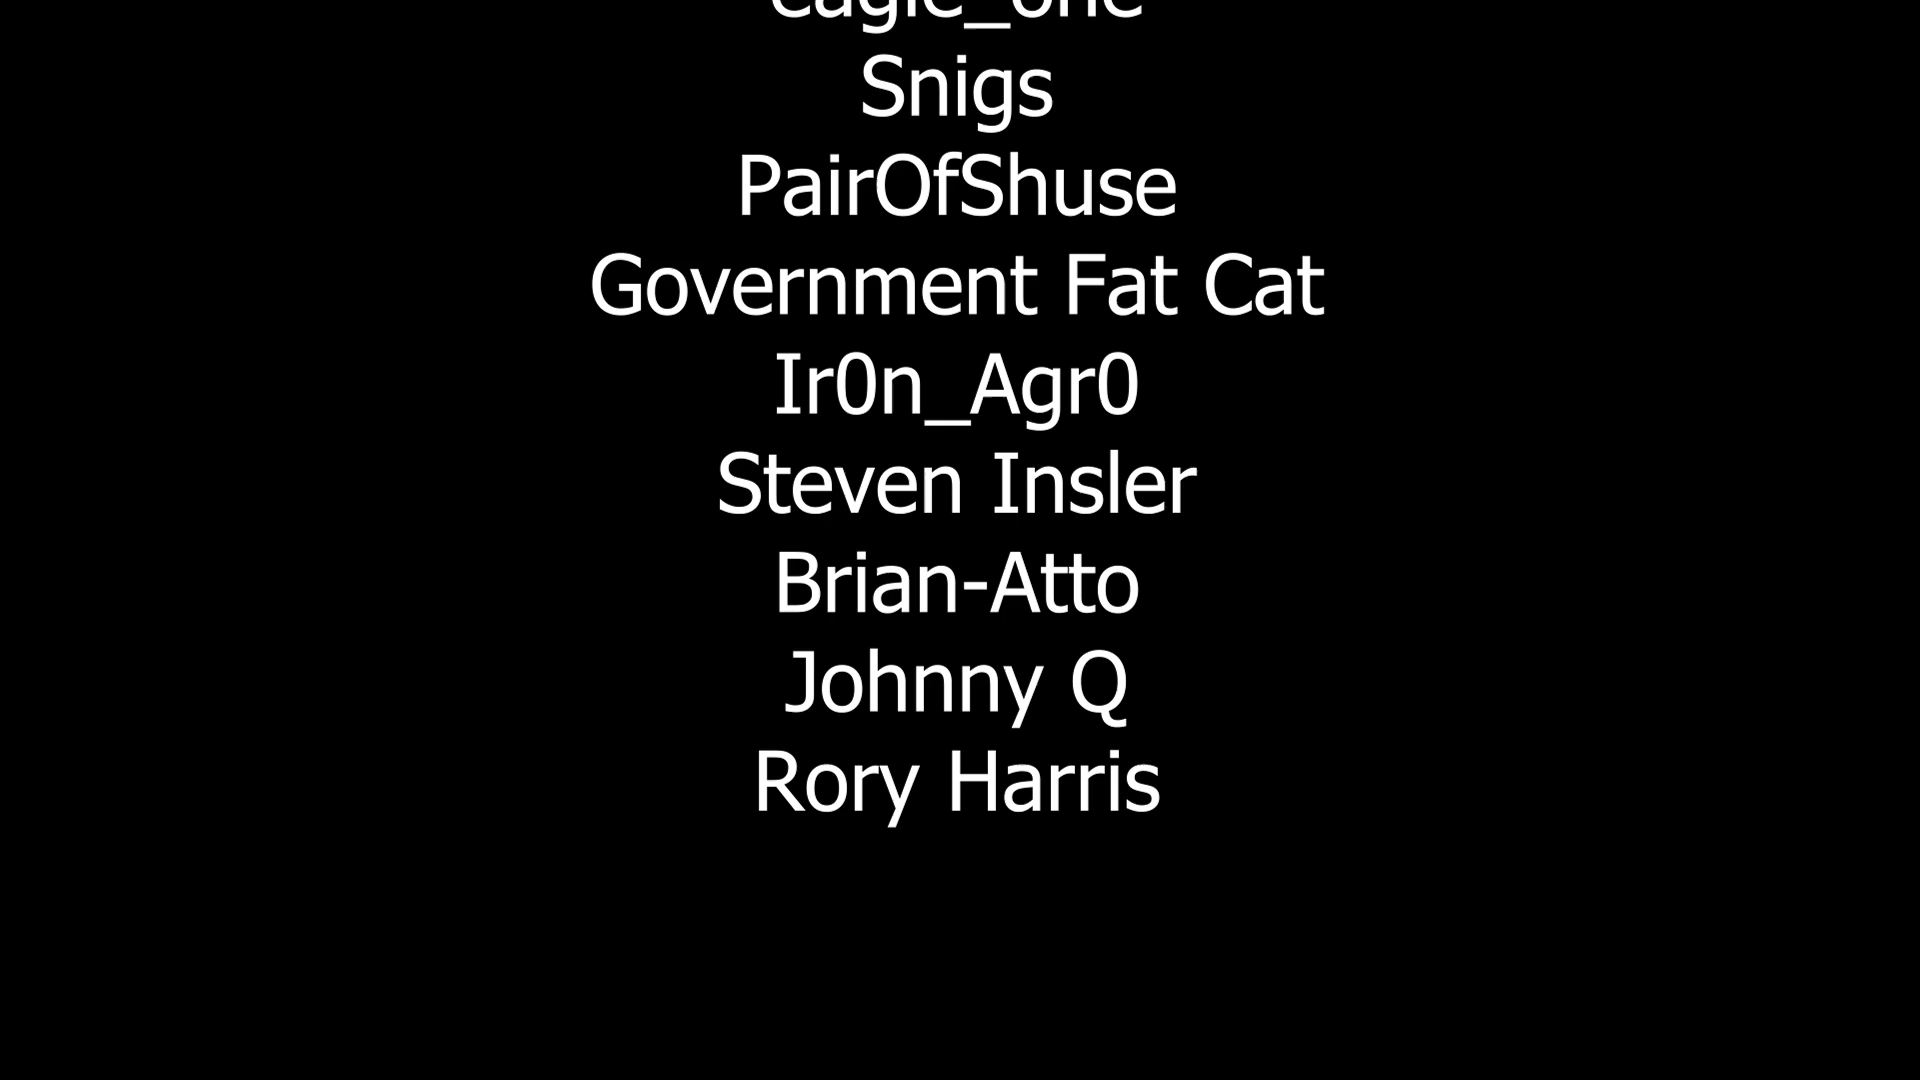 eagle_one
Snigs
PairOfShuse
Government Fat Cat
Ir0n_Agr0
Steven Insler
Brian-Atto
Johnny Q
Rory Harris